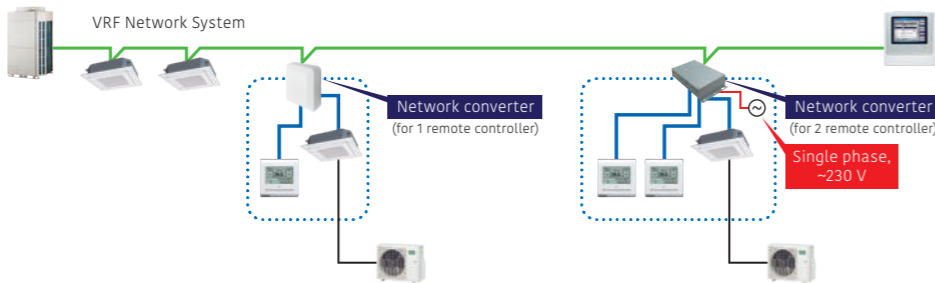 VRF Network System
Network converter
(for 1 remote controller)
Network converter
(for 2 remote controller)
Single phase,
~230 V